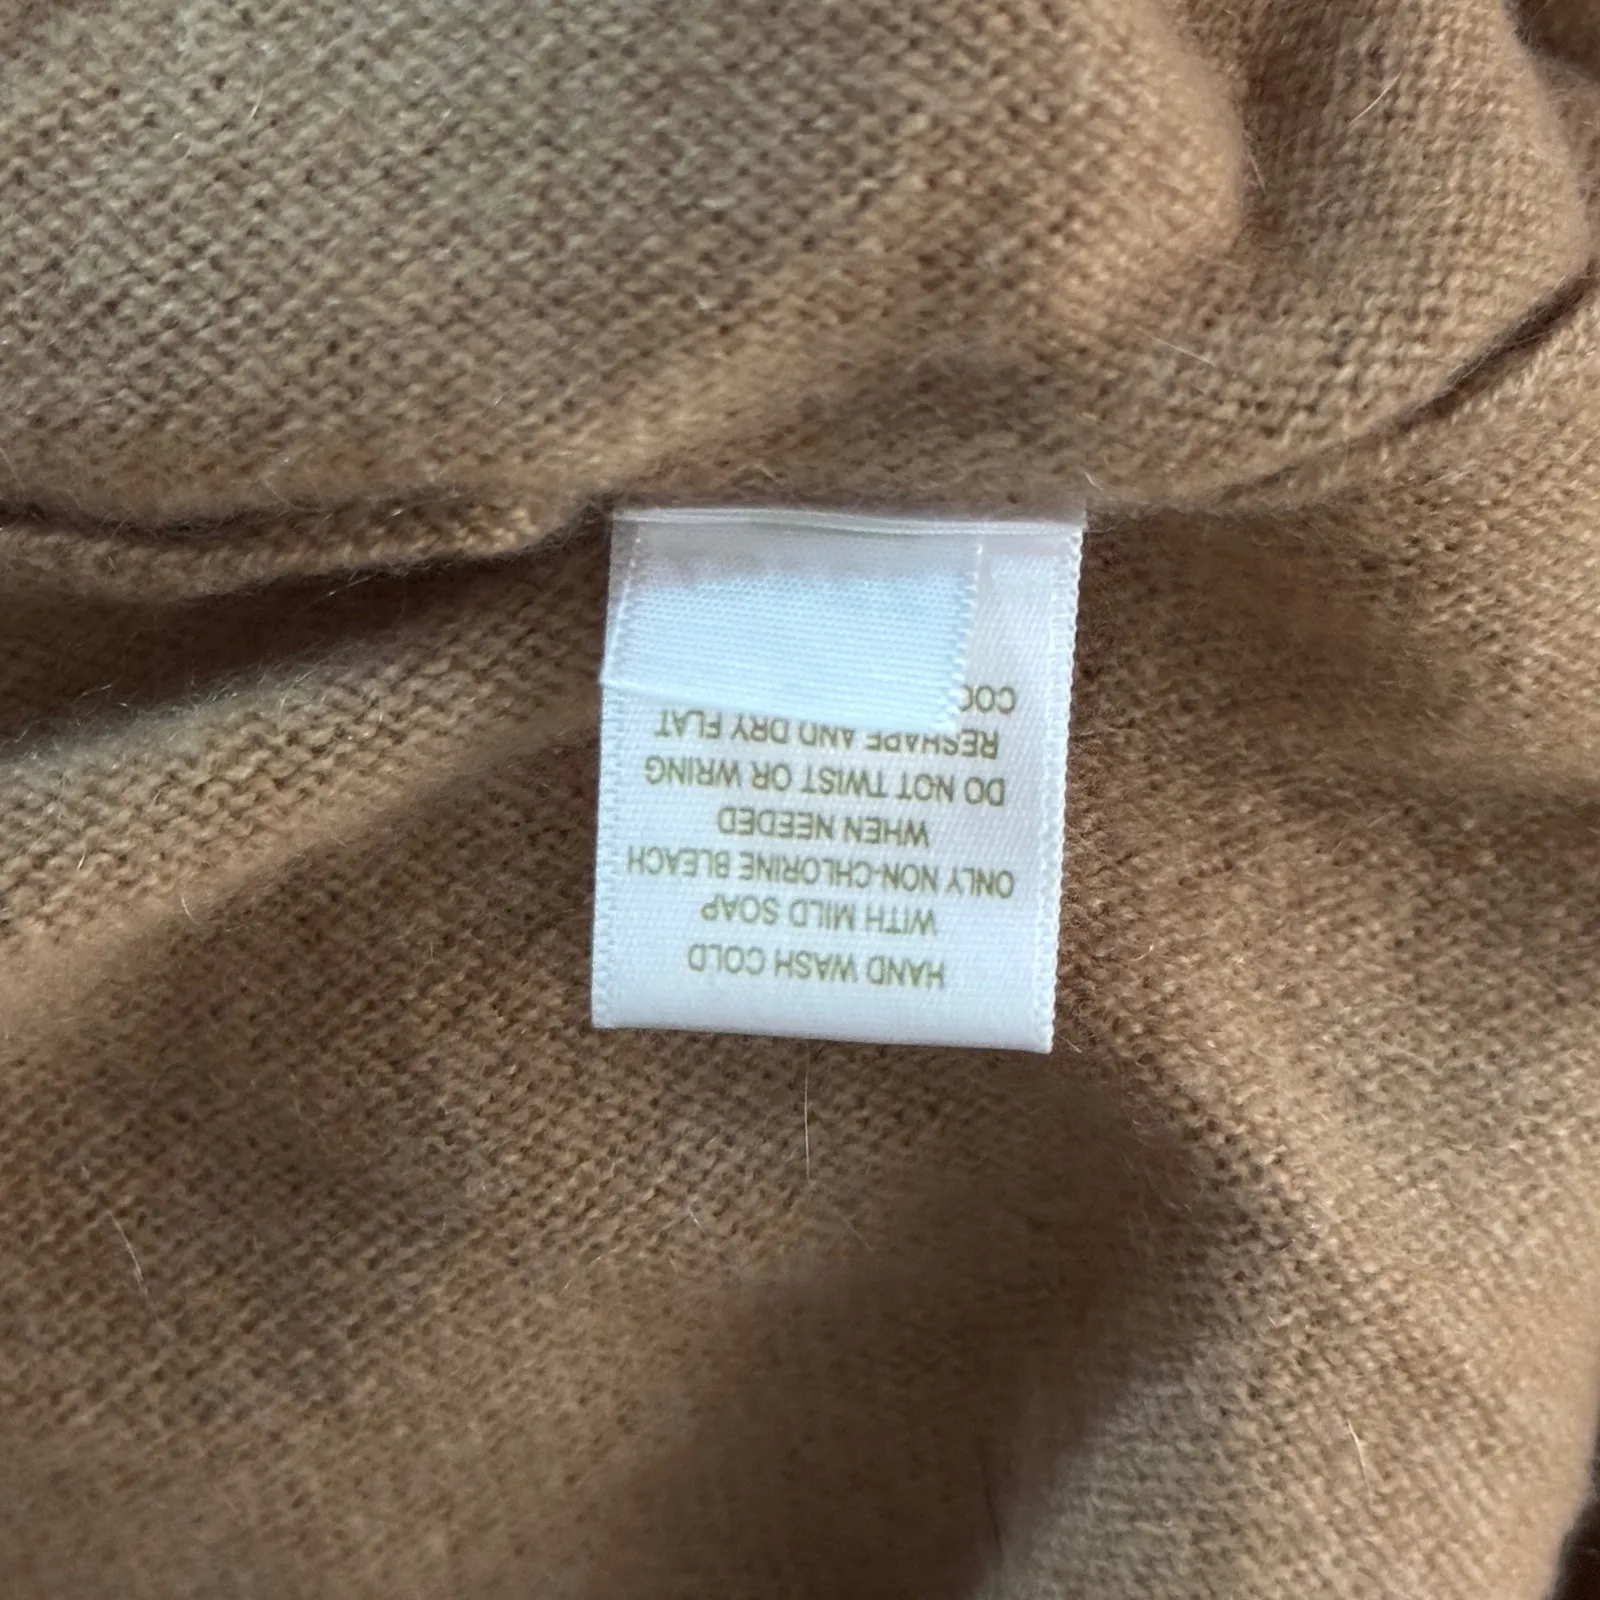 HAND WASH COLD
WITH MILD SOAP
ONLY NON-CHLORINE BLEACH
WHEN NEEDED
DO NOT TWIST OR WRING
RESHAPE AND DRY FLAT